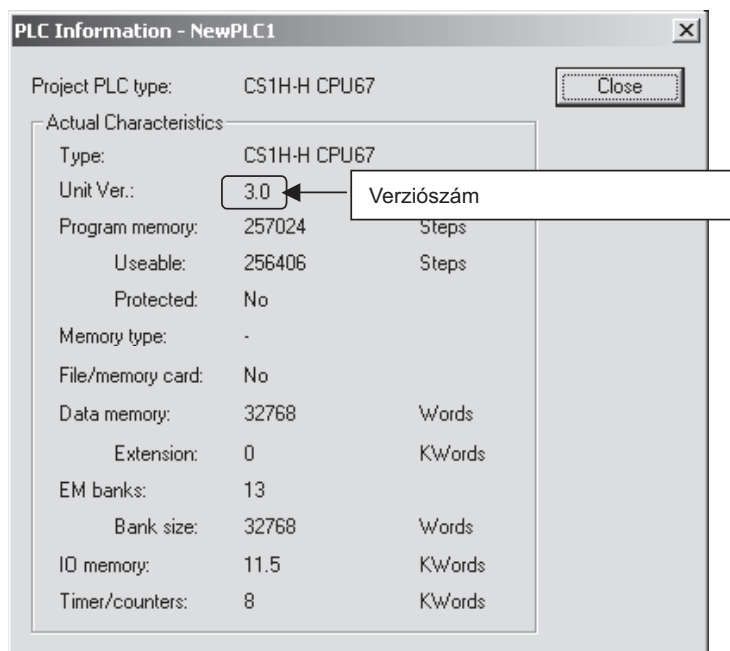 PLC Information - NewPLC1
Project PLC type: CS1H-H CPU67 Close
Actual Characteristics
Type: CS1H-H CPU67
Unit Ver.: 3.0 Verziószám
Program memory: 257024 Steps
Useable: 256406 Steps
Protected: No
Memory type: -
File/memory card: No
Data memory: 32768 Words
Extension: 0 KWords
EM banks: 13
Bank size: 32768 Words
IO memory: 11.5 KWords
Timer/counters: 8 KWords